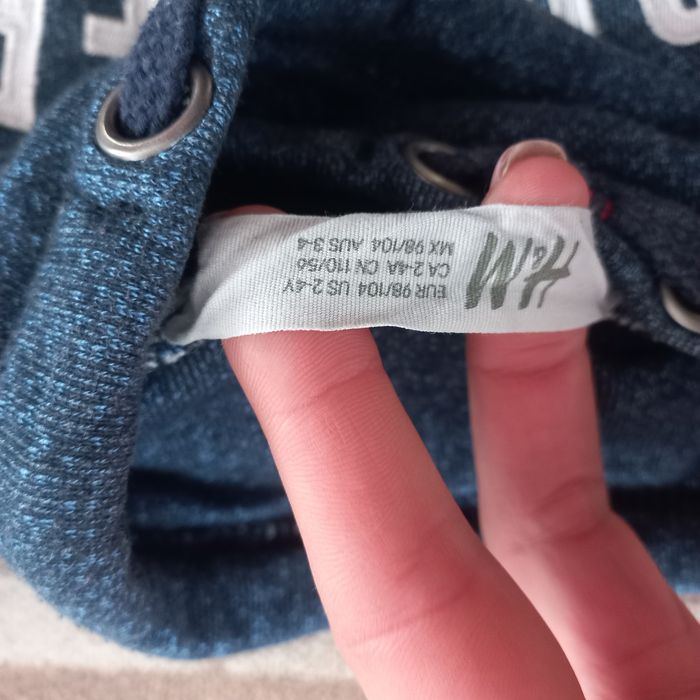 H&M
EUR 98/104 US 2-4Y
CA 2-4A CN 110/56
MX 98/104 AUS 3-4